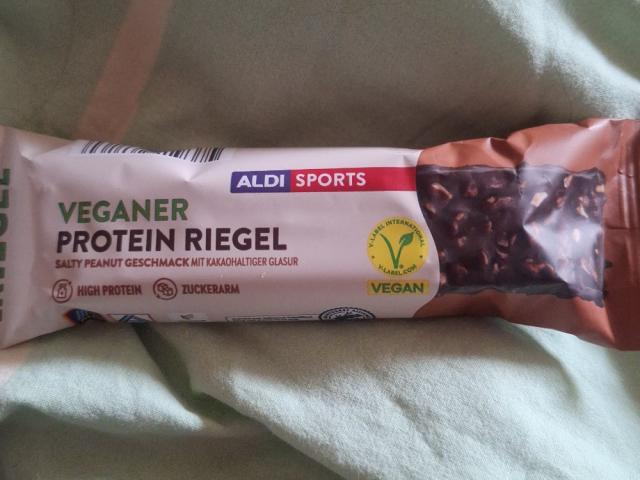 ALDI SPORTS
VEGANER
PROTEIN RIEGEL
SALTY PEANUT GESCHMACK MIT KAKAOHALTIGER GLASUR
HIGH PROTEIN
ZUCKERARM
V-LABEL INTERNATIONAL
V-LABEL.COM
VEGAN